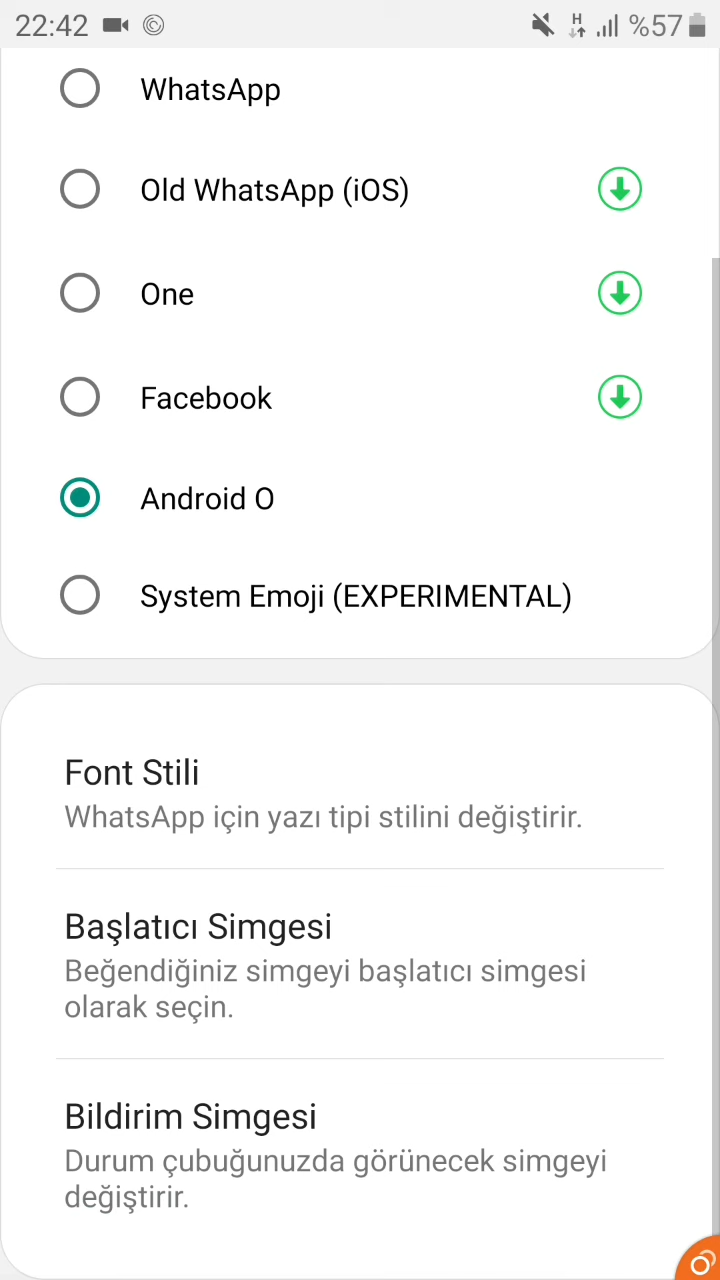 22:42 H %57
WhatsApp
Old WhatsApp (iOS)
One
Facebook
Android O
System Emoji (EXPERIMENTAL)
Font Stili
WhatsApp için yazı tipi stilini değiştirir.
Başlatıcı Simgesi
Beğendiğiniz simgeyi başlatıcı simgesi
olarak seçin.
Bildirim Simgesi
Durum çubuğunuzda görünecek simgeyi
değiştirir.